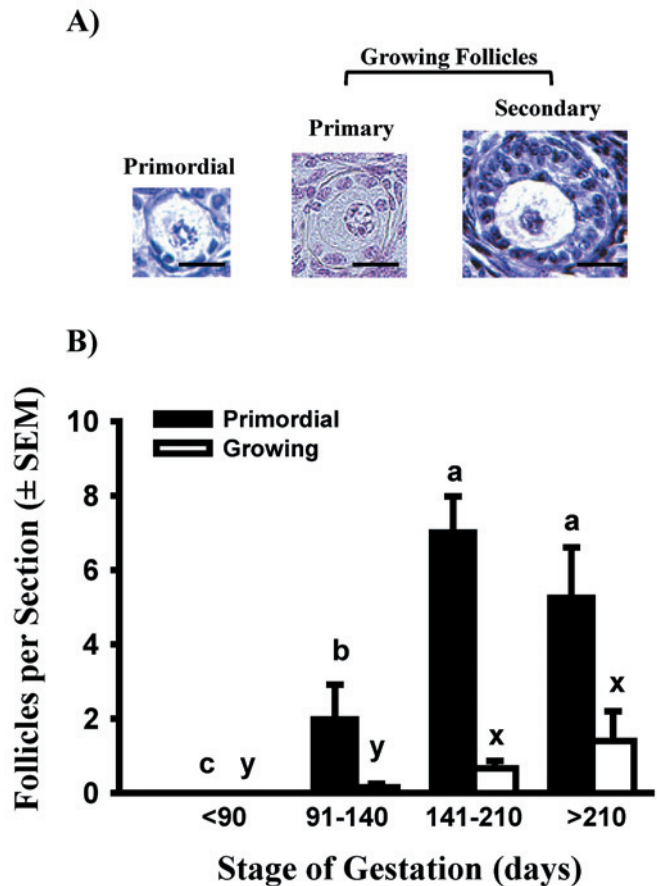 A)
Growing Follicles
Secondary
Primary
Primordial
B)
Follicles per Section (± SEM)
10
8
6
4
2
0
Primordial
Growing
c y
b y
a x
a x
<90 91-140 141-210 >210
Stage of Gestation (days)